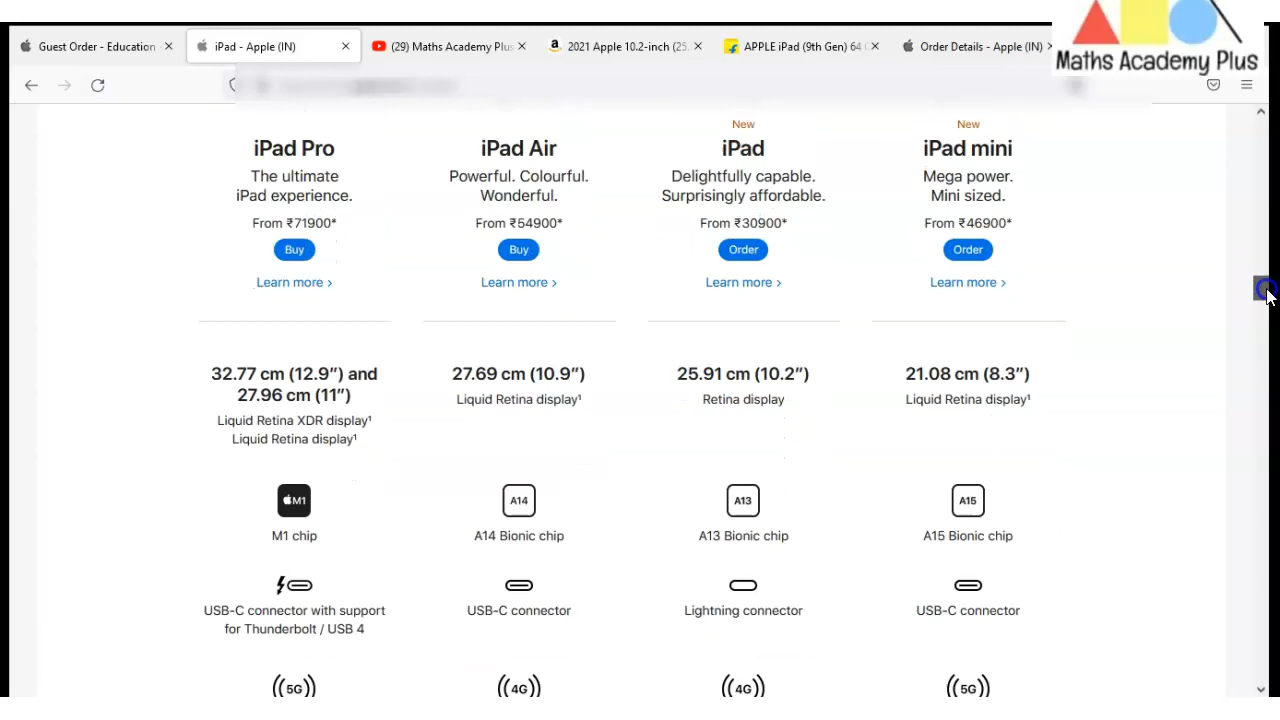 Guest Order - Education
iPad - Apple (IN)
(29) Maths Academy Plus
2021 Apple 10.2-inch (25.
APPLE iPad (9th Gen) 64
Order Details - Apple (IN)
Maths Academy Plus
New
New
iPad Pro
iPad Air
iPad
iPad mini
The ultimate
Powerful. Colourful.
Delightfully capable.
Mega power.
iPad experience.
Wonderful.
Surprisingly affordable.
Mini sized.
From ₹71900*
From ₹54900*
From ₹30900*
From ₹46900*
Buy
Buy
Order
Order
Learn more >
Learn more >
Learn more >
Learn more >
32.77 cm (12.9″) and
27.96 cm (11″)
27.69 cm (10.9″)
25.91 cm (10.2″)
21.08 cm (8.3″)
Liquid Retina XDR display¹
Liquid Retina display¹
Liquid Retina display¹
Retina display
Liquid Retina display¹
M1
A14
A13
A15
M1 chip
A14 Bionic chip
A13 Bionic chip
A15 Bionic chip
USB-C connector with support
for Thunderbolt / USB 4
USB-C connector
Lightning connector
USB-C connector
5G
4G
4G
5G